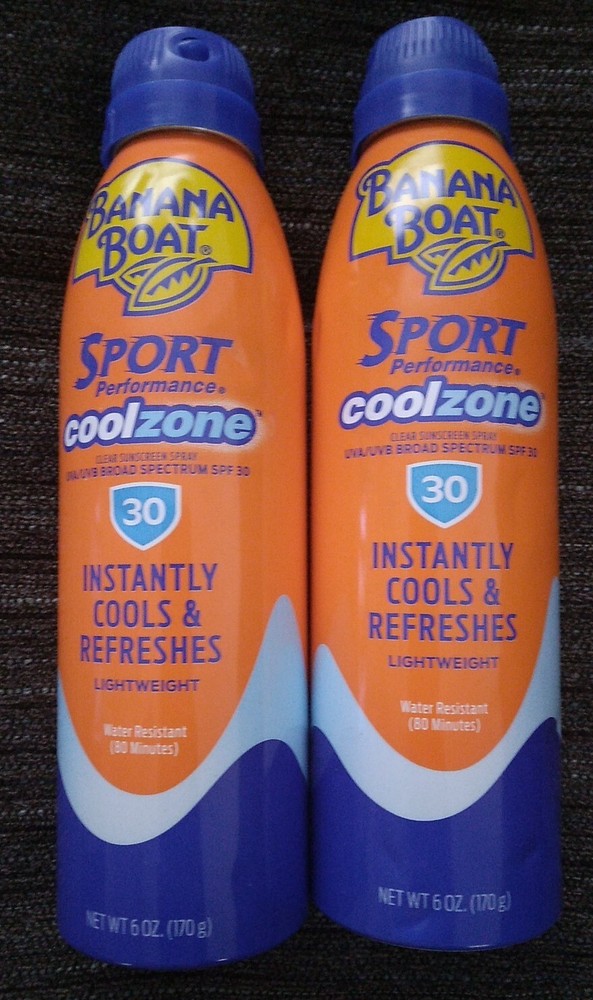 BANANA
BOAT®
SPORT
Performance®
coolzone™
CLEAR SUNSCREEN SPRAY
UVA/UVB BROAD SPECTRUM SPF 30
30
INSTANTLY
COOLS &
REFRESHES
LIGHTWEIGHT
Water Resistant
(80 Minutes)
NET WT 6 OZ. (170 g)
BANANA
BOAT®
SPORT
Performance®
coolzone™
CLEAR SUNSCREEN SPRAY
UVA/UVB BROAD SPECTRUM SPF 30
30
INSTANTLY
COOLS &
REFRESHES
LIGHTWEIGHT
Water Resistant
(80 Minutes)
NET WT 6 OZ. (170 g)